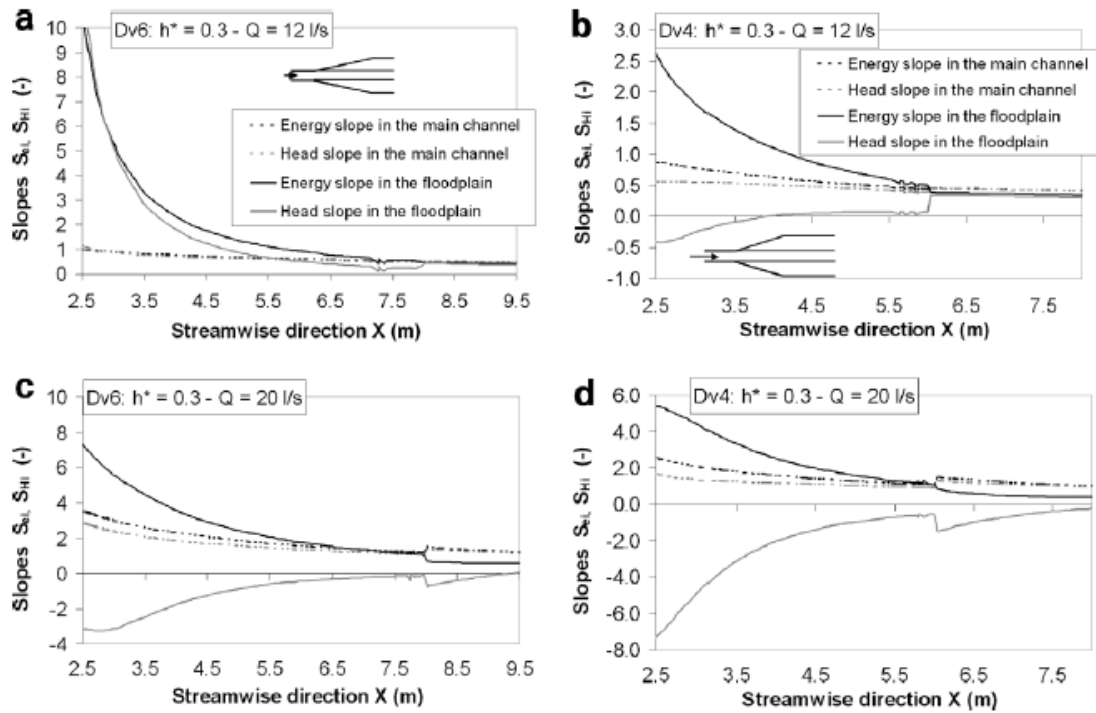 a
Dv6: h* = 0.3 - Q = 12 l/s
Slopes Sei, SHi (-)
10
9
8
7
6
5
4
3
2
1
0
Energy slope in the main channel
Head slope in the main channel
Energy slope in the floodplain
Head slope in the floodplain
2.5 3.5 4.5 5.5 6.5 7.5 8.5 9.5
Streamwise direction X (m)
b
Dv4: h* = 0.3 - Q = 12 l/s
Slopes Sei, SHi (-)
3.0
2.5
2.0
1.5
1.0
0.5
0.0
-0.5
-1.0
Energy slope in the main channel
Head slope in the main channel
Energy slope in the floodplain
Head slope in the floodplain
2.5 3.5 4.5 5.5 6.5 7.5
Streamwise direction X (m)
c
Dv6: h* = 0.3 - Q = 20 l/s
Slopes Sei, SHi (-)
10
8
6
4
2
0
-2
-4
2.5 3.5 4.5 5.5 6.5 7.5 8.5 9.5
Streamwise direction X (m)
d
Dv4: h* = 0.3 - Q = 20 l/s
Slopes Sei, SHi (-)
6.0
4.0
2.0
0.0
-2.0
-4.0
-6.0
-8.0
2.5 3.5 4.5 5.5 6.5 7.5
Streamwise direction X (m)